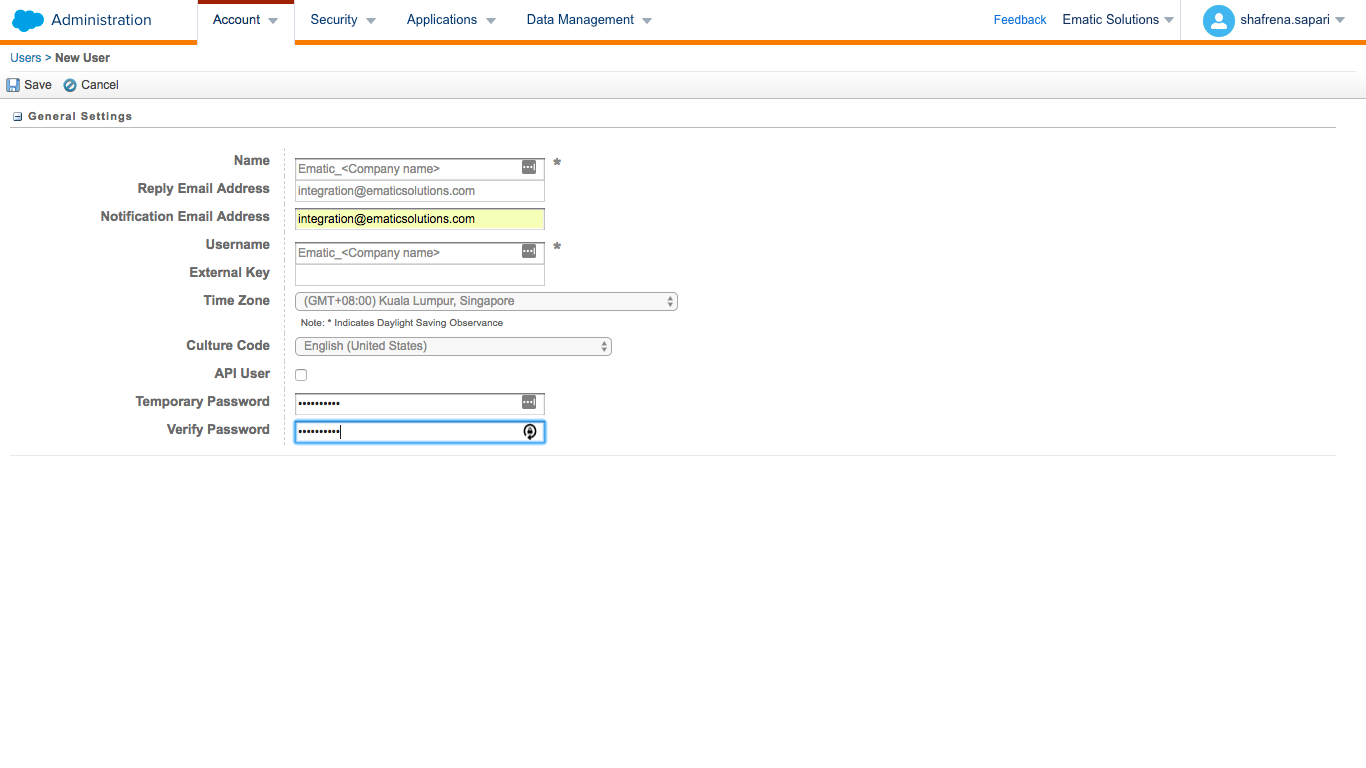 Administration Account Security Applications Data Management Feedback Ematic Solutions shafrena.sapari
Users > New User
Save Cancel
General Settings
Name Ematic_<Company name> *
Reply Email Address integration@ematicsolutions.com
Notification Email Address integration@ematicsolutions.com
Username Ematic_<Company name> *
External Key
Time Zone (GMT+08:00) Kuala Lumpur, Singapore
Note: * Indicates Daylight Saving Observance
Culture Code English (United States)
API User
Temporary Password ••••••••••
Verify Password ••••••••••